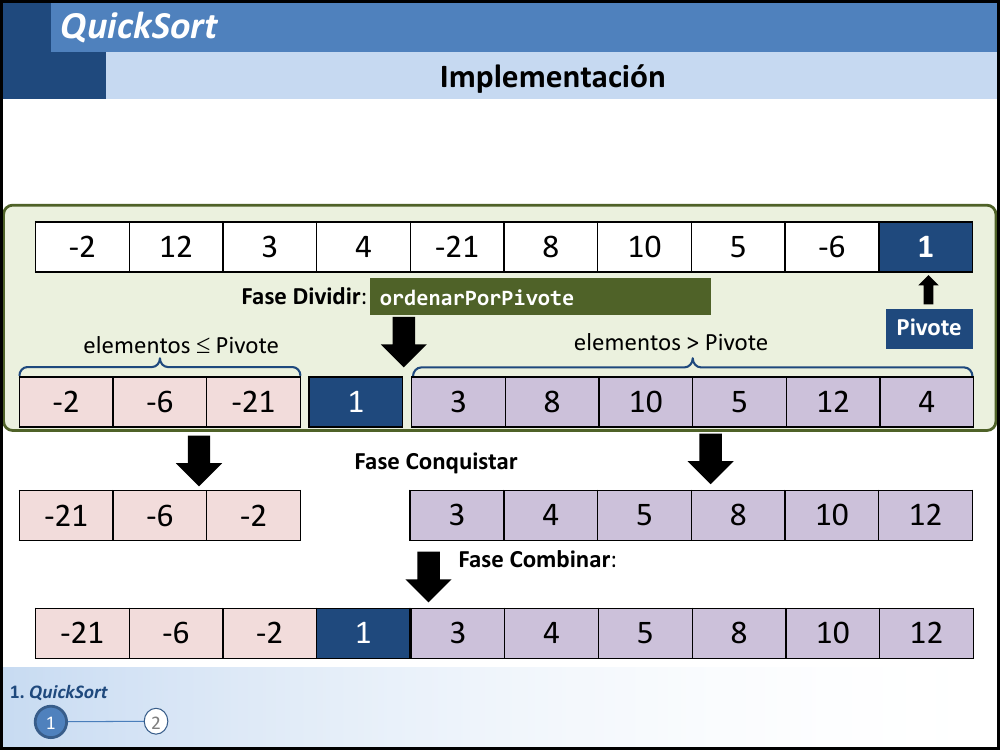 QuickSort
Implementación
-2 12 3 4 -21 8 10 5 -6 1
Fase Dividir: ordenarPorPivote
Pivote
elementos ≤ Pivote
elementos > Pivote
-2 -6 -21 1 3 8 10 5 12 4
Fase Conquistar
-21 -6 -2 3 4 5 8 10 12
Fase Combinar:
-21 -6 -2 1 3 4 5 8 10 12
1. QuickSort
1 2